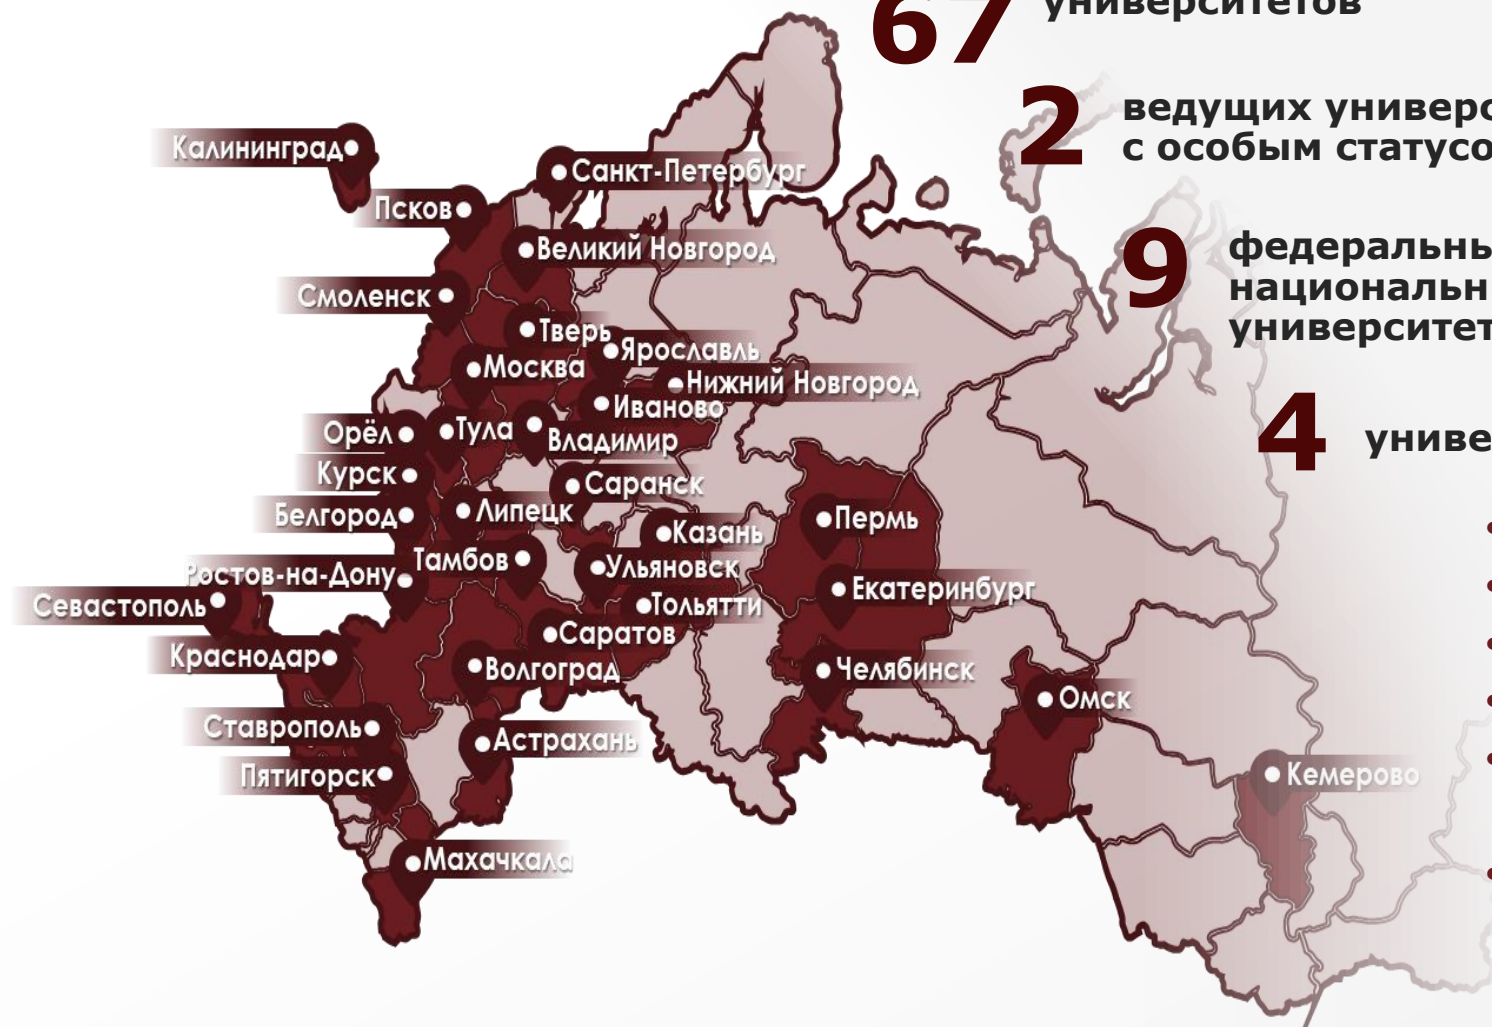 67
университетов
2
ведущих универс
с особым статусо
9
федеральны
национальн
университет
4
униве
Калининград
Санкт-Петербург
Псков
Великий Новгород
Смоленск
Тверь
Ярославль
Москва
Нижний Новгород
Иваново
Орёл
Тула
Владимир
Курск
Саранск
Белгород
Липецк
Пермь
Казань
Тамбов
Ульяновск
Ростов-на-Дону
Екатеринбург
Севастополь
Тольятти
Саратов
Краснодар
Волгоград
Челябинск
Омск
Ставрополь
Астрахань
Пятигорск
Кемерово
Махачкала